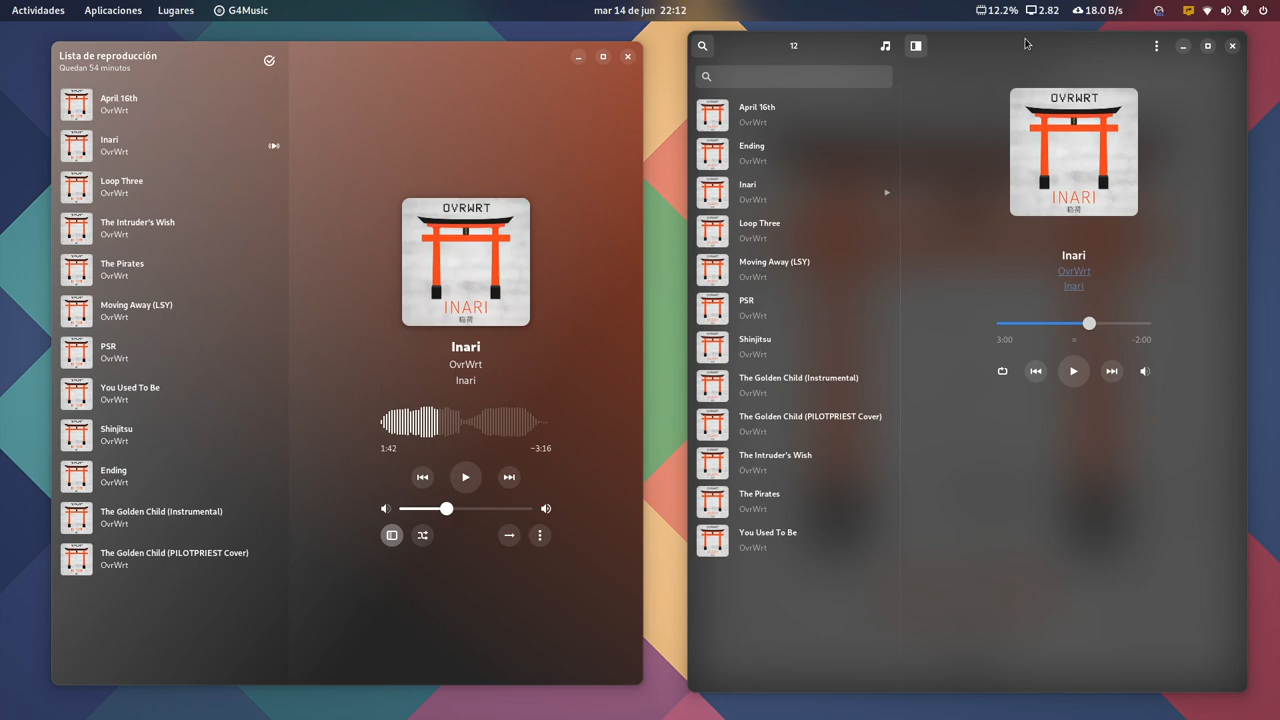 Actividades
Aplicaciones
Lugares
G4Music
mar 14 de jun 22:12
12.2%
2.82
18.0 B/s
Lista de reproducción
Quedan 54 minutos
April 16th
OvrWrt
Inari
OvrWrt
Loop Three
OvrWrt
The Intruder's Wish
OvrWrt
The Pirates
OvrWrt
Moving Away (LSY)
OvrWrt
PSR
OvrWrt
You Used To Be
OvrWrt
Shinjitsu
OvrWrt
Ending
OvrWrt
The Golden Child (Instrumental)
OvrWrt
The Golden Child (PILOTPRIEST Cover)
OvrWrt
OVRWRT
INARI
稲荷
Inari
OvrWrt
Inari
1:42
−3:16
12
April 16th
OvrWrt
Ending
OvrWrt
Inari
OvrWrt
Loop Three
OvrWrt
Moving Away (LSY)
OvrWrt
PSR
OvrWrt
Shinjitsu
OvrWrt
The Golden Child (Instrumental)
OvrWrt
The Golden Child (PILOTPRIEST Cover)
OvrWrt
The Intruder's Wish
OvrWrt
The Pirates
OvrWrt
You Used To Be
OvrWrt
OVRWRT
INARI
稲荷
Inari
OvrWrt
Inari
3:00
-2:00